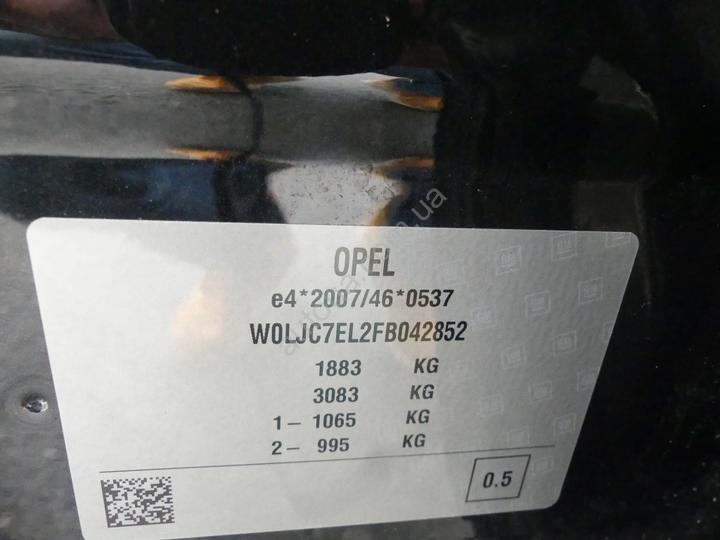 OPEL
e4*2007/46*0537
W0LJC7EL2FB042852
1883 KG
3083 KG
1– 1065 KG
2– 995 KG
0.5